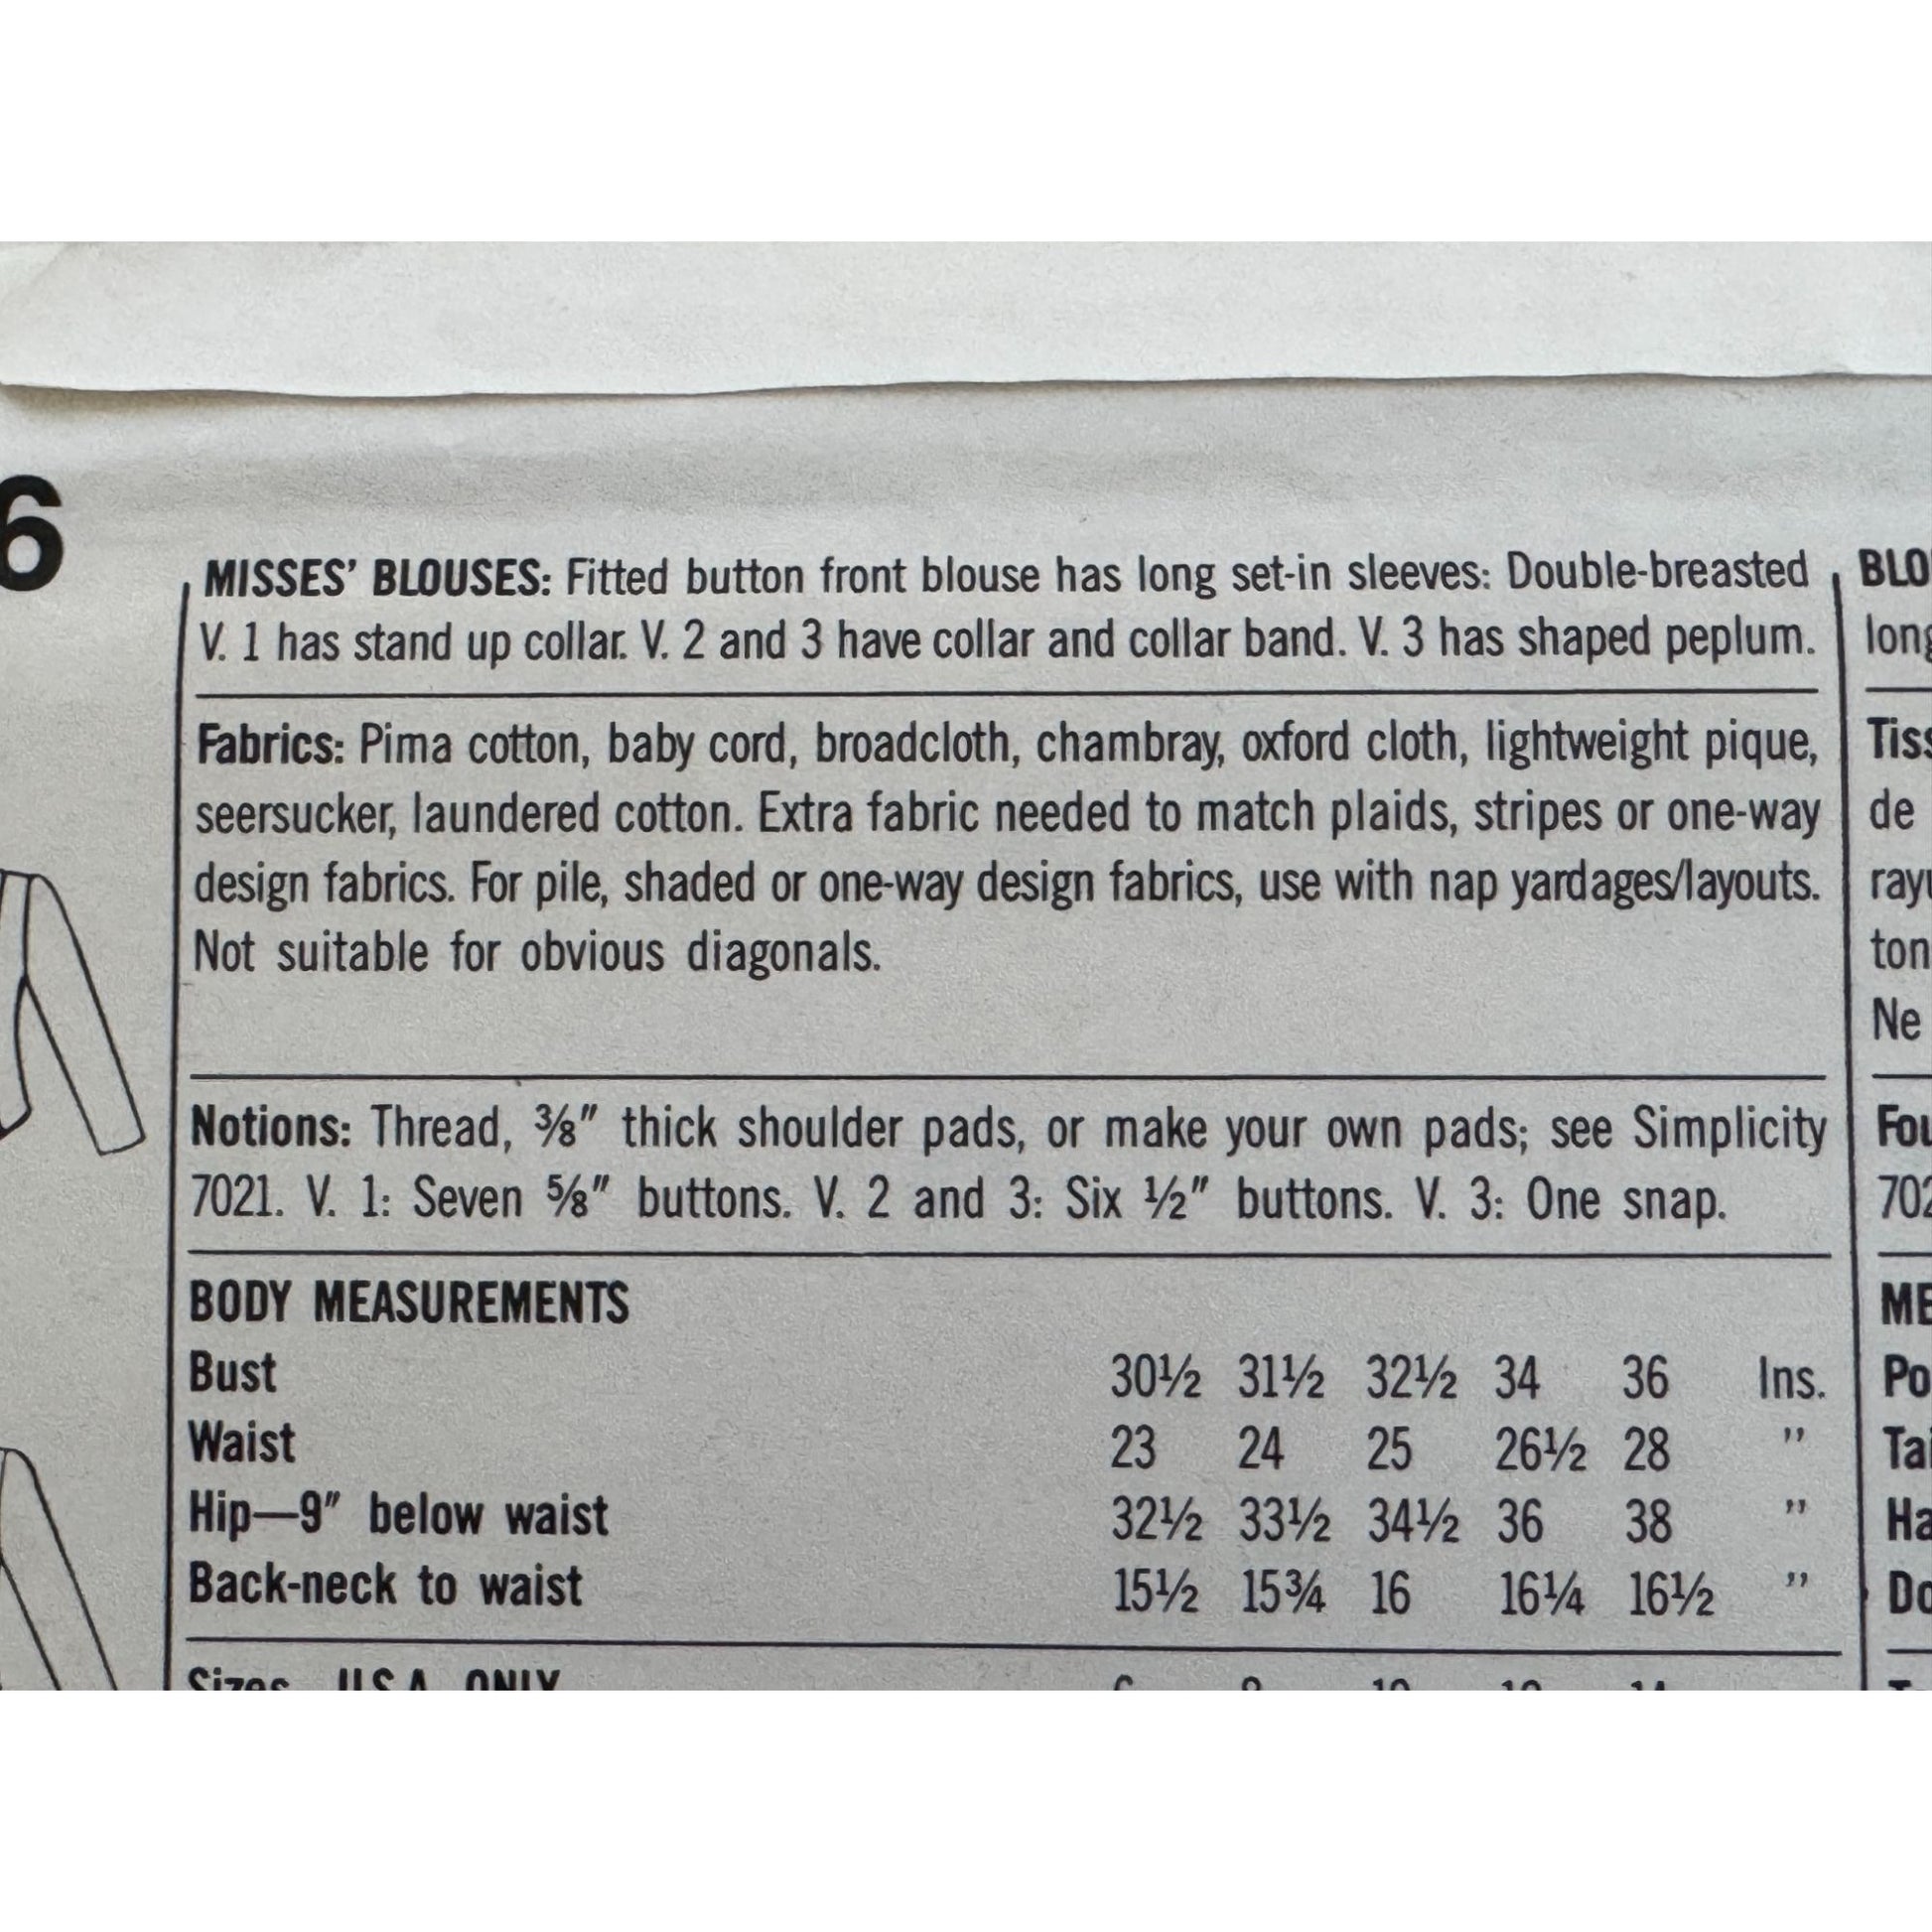 6
MISSES' BLOUSES: Fitted button front blouse has long set-in sleeves: Double-breasted
V. 1 has stand up collar. V. 2 and 3 have collar and collar band. V. 3 has shaped peplum.
Fabrics: Pima cotton, baby cord, broadcloth, chambray, oxford cloth, lightweight pique,
seersucker, laundered cotton. Extra fabric needed to match plaids, stripes or one-way
design fabrics. For pile, shaded or one-way design fabrics, use with nap yardages/layouts.
Not suitable for obvious diagonals.
Notions: Thread, ⅜" thick shoulder pads, or make your own pads; see Simplicity
7021. V. 1: Seven ⅝" buttons. V. 2 and 3: Six ½" buttons. V. 3: One snap.
BODY MEASUREMENTS
Bust 30½ 31½ 32½ 34 36 Ins.
Waist 23 24 25 26½ 28 "
Hip—9" below waist 32½ 33½ 34½ 36 38 "
Back-neck to waist 15½ 15¾ 16 16¼ 16½ "
Sizes U.S.A. ONLY
BLO
long
Tiss
de
rayu
ton
Ne
Fou
702
ME
Po
Tai
Ha
Do